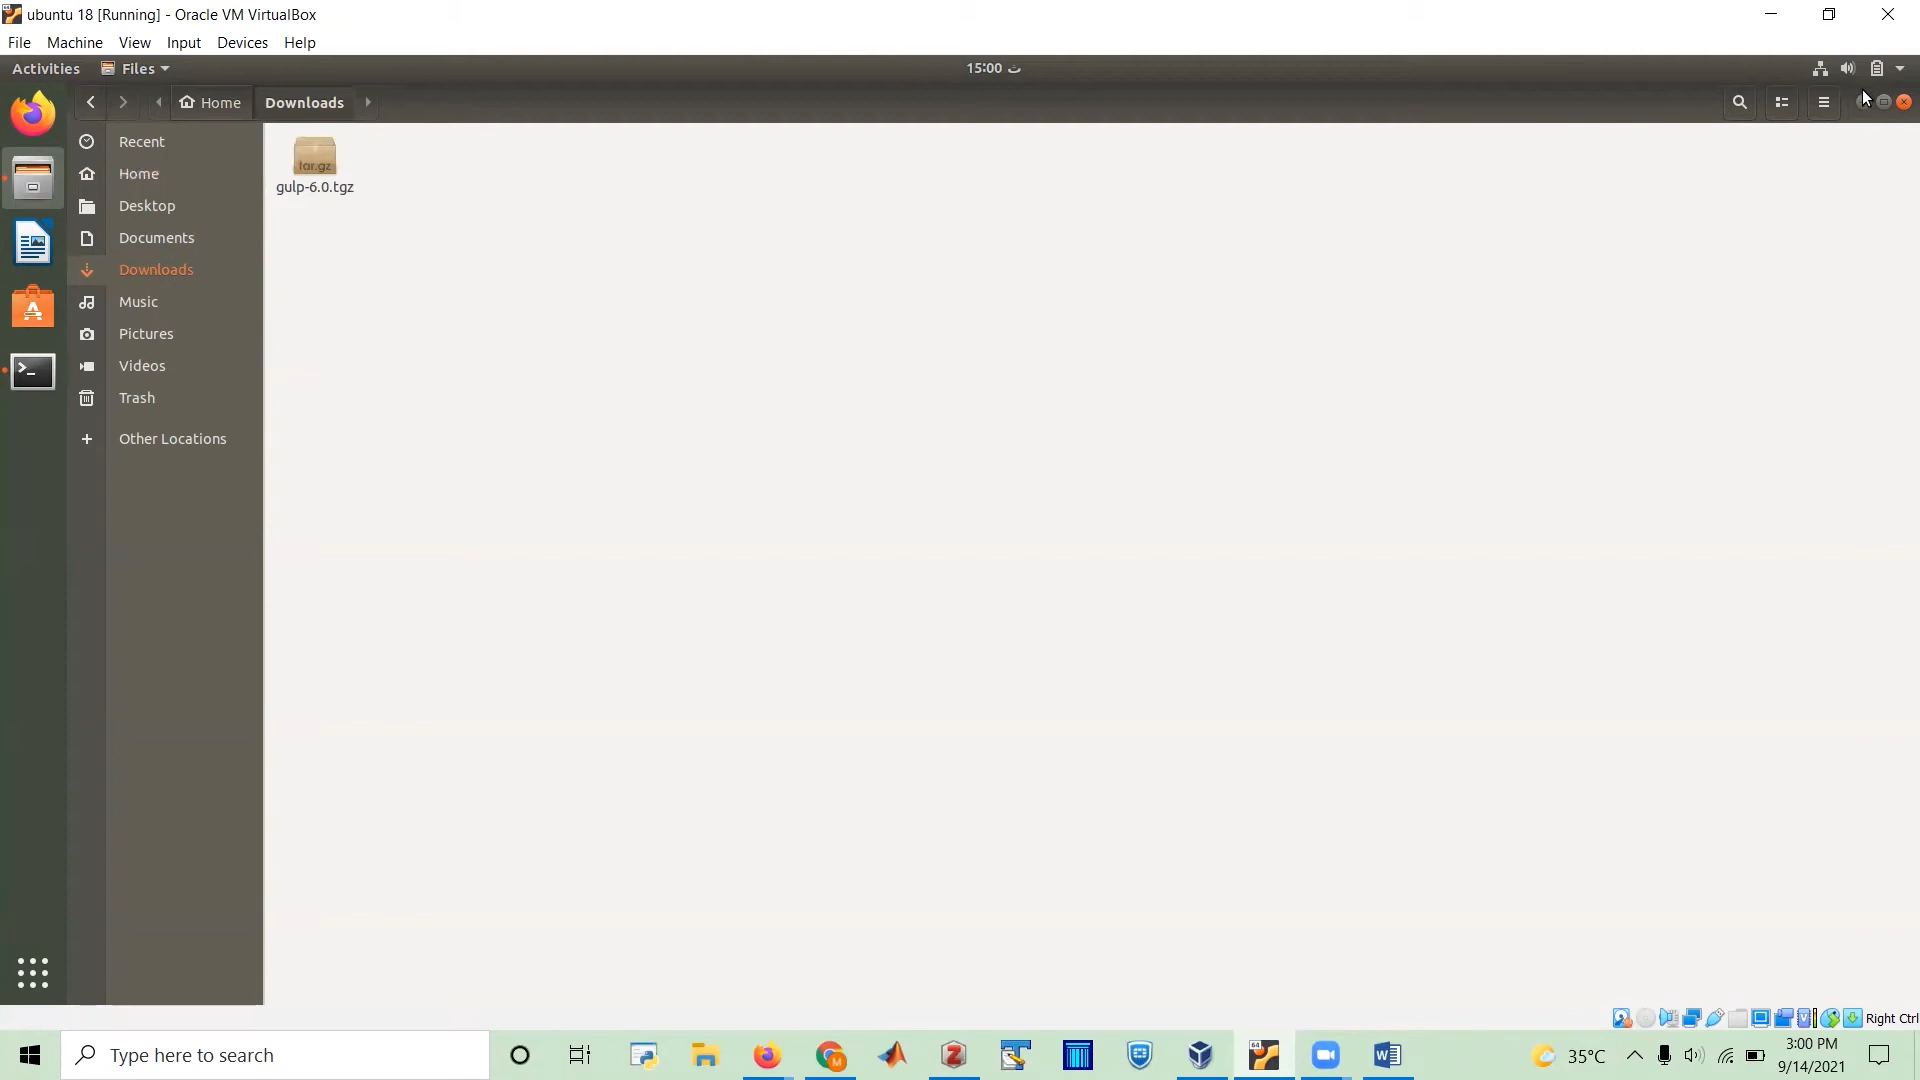 ubuntu 18 [Running] - Oracle VM VirtualBox
File Machine View Input Devices Help
Activities Files 15:00 ث
Home Downloads
Recent
Home
Desktop
Documents
Downloads
Music
Pictures
Videos
Trash
Other Locations
tar.gz
gulp-6.0.tgz
Right Ctrl
Type here to search
35°C
3:00 PM
9/14/2021